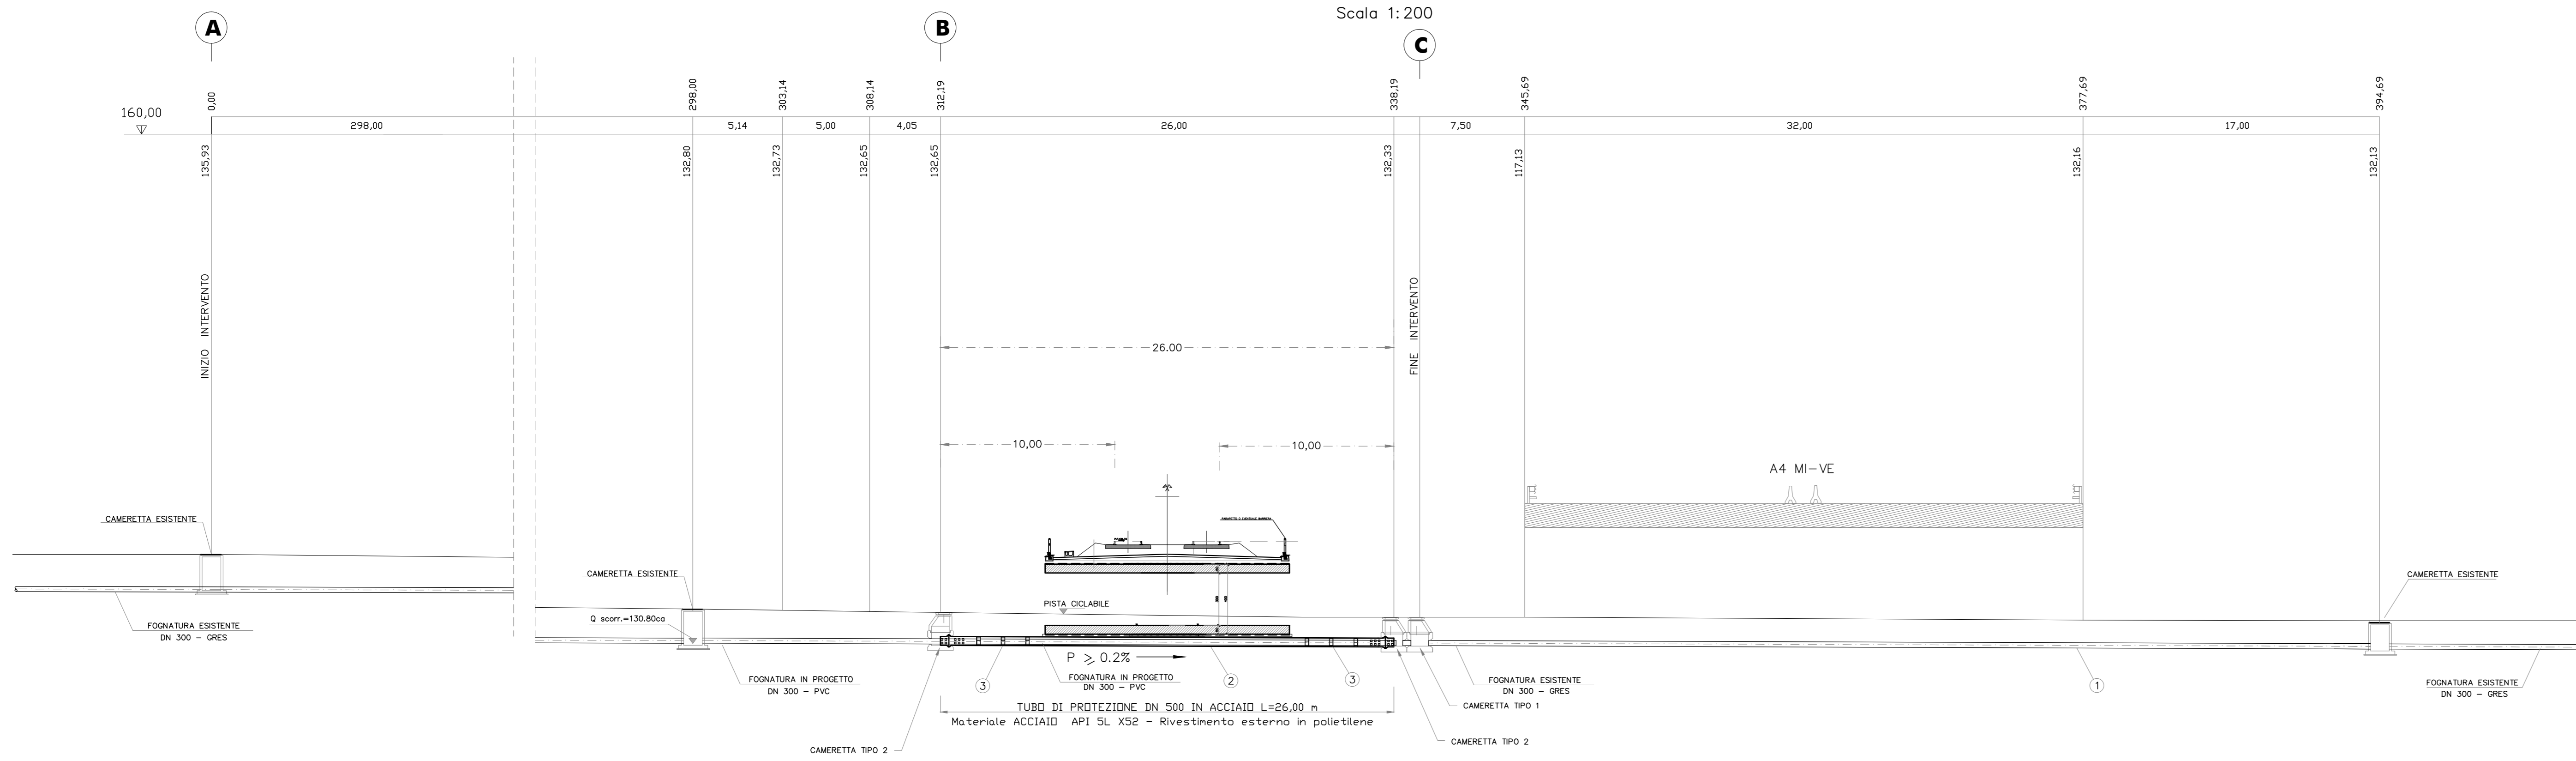 Scala 1:200
A
B
C
160,00
0,00
298,00
303,14
308,14
312,19
338,19
345,69
377,69
394,69
298,00
5,14
5,00
4,05
26,00
7,50
32,00
17,00
135,93
132,80
132,73
132,65
132,65
132,33
117,13
132,16
132,13
INIZIO INTERVENTO
FINE INTERVENTO
26.00
10,00
10,00
A4 MI-VE
CAMERETTA ESISTENTE
CAMERETTA ESISTENTE
CAMERETTA ESISTENTE
PISTA CICLABILE
Q scorr.=130.80ca
FOGNATURA ESISTENTE
DN 300 - GRES
P ⩾ 0.2%
FOGNATURA IN PROGETTO
DN 300 - PVC
3
FOGNATURA IN PROGETTO
DN 300 - PVC
2
3
FOGNATURA ESISTENTE
DN 300 - GRES
1
FOGNATURA ESISTENTE
DN 300 - GRES
TUBO DI PROTEZIONE DN 500 IN ACCIAIO L=26,00 m
Materiale ACCIAIO API 5L X52 - Rivestimento esterno in polietilene
CAMERETTA TIPO 1
CAMERETTA TIPO 2
CAMERETTA TIPO 2